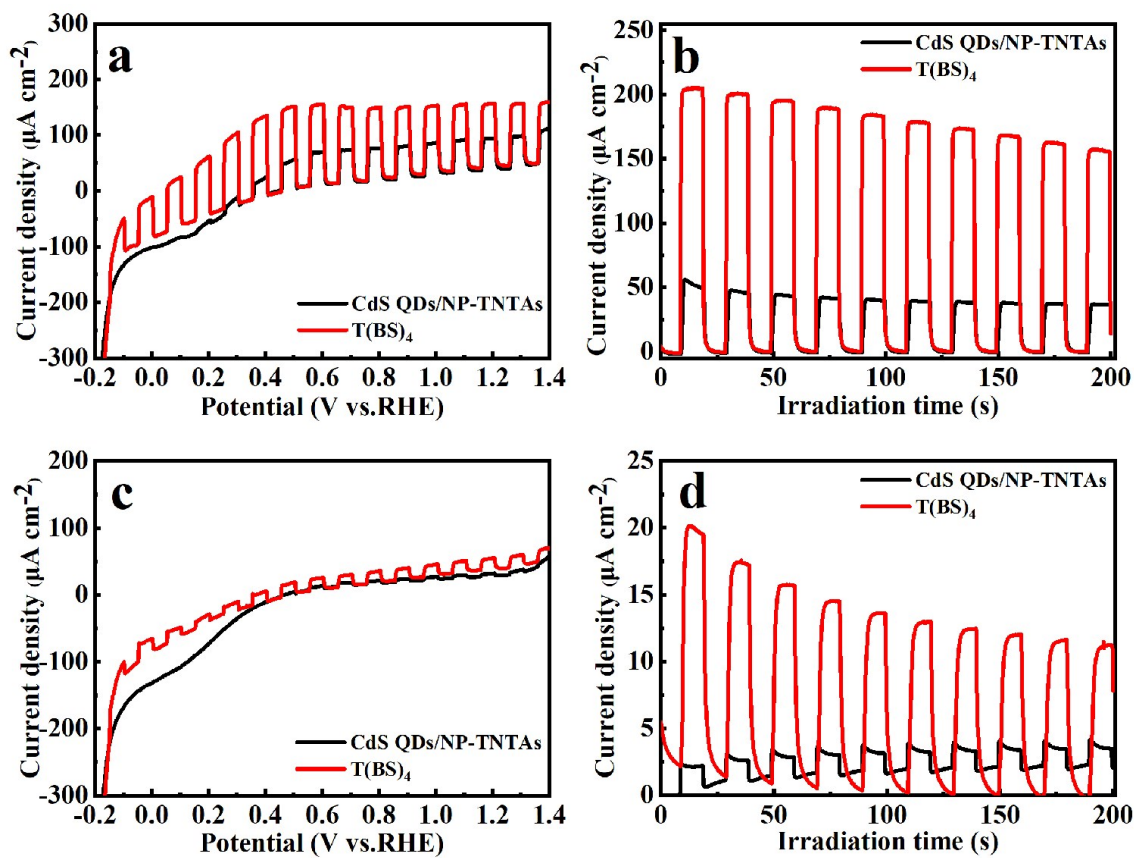 a
300
200
100
0
-100
-200
-300
Current density (μA cm-2)
CdS QDs/NP-TNTAs
T(BS)4
-0.2 0.0 0.2 0.4 0.6 0.8 1.0 1.2 1.4
Potential (V vs.RHE)
b
250
200
150
100
50
0
Current density (μA cm-2)
CdS QDs/NP-TNTAs
T(BS)4
0 50 100 150 200
Irradiation time (s)
c
200
100
0
-100
-200
-300
Current density (μA cm-2)
CdS QDs/NP-TNTAs
T(BS)4
-0.2 0.0 0.2 0.4 0.6 0.8 1.0 1.2 1.4
Potential (V vs.RHE)
d
25
20
15
10
5
0
Current density (μA cm-2)
CdS QDs/NP-TNTAs
T(BS)4
0 50 100 150 200
Irradiation time (s)